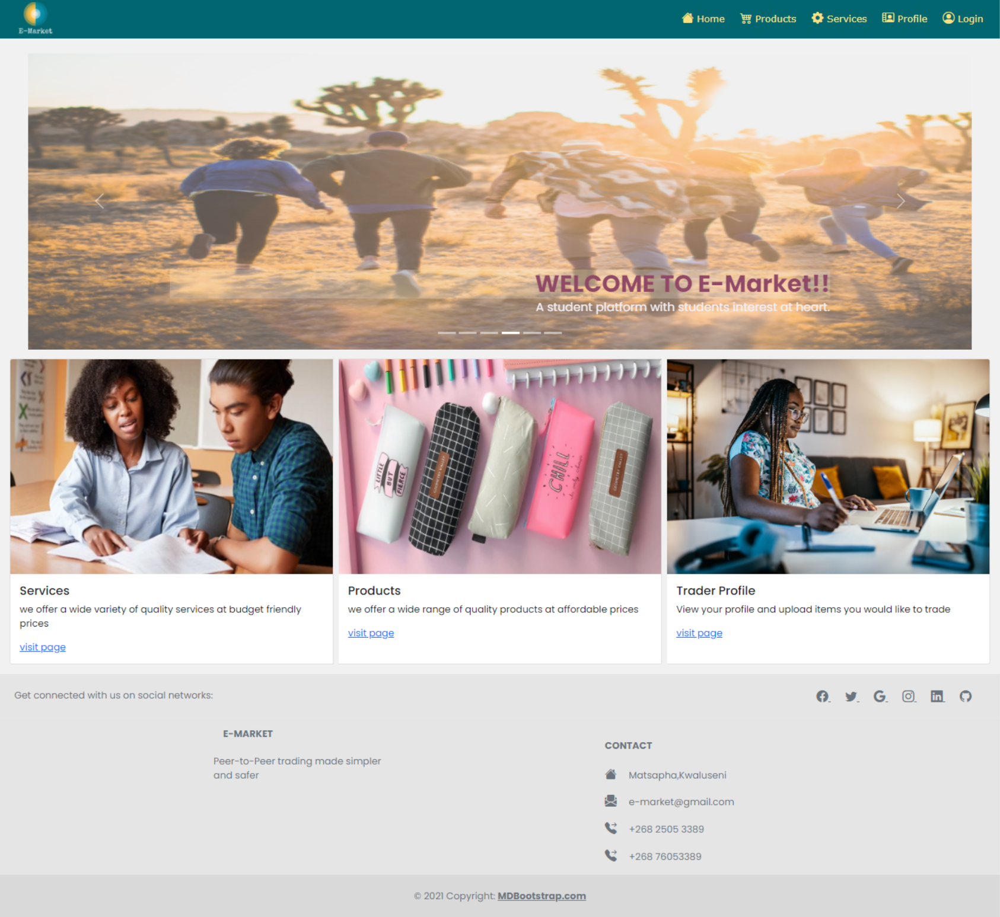 E-Market
Home
Products
Services
Profile
Login
WELCOME TO E-Market!!
A student platform with students interest at heart.
LITTLE
BUT
FIERCE
GEOMETRY VALLEY
CHILL
GEOMETRY VALLEY
Services
we offer a wide variety of quality services at budget friendly
prices
visit page
Products
we offer a wide range of quality products at affordable prices
visit page
Trader Profile
View your profile and upload items you would like to trade
visit page
Get connected with us on social networks:
E-MARKET
Peer-to-Peer trading made simpler
and safer
CONTACT
Matsapha,Kwaluseni
e-market@gmail.com
+268 2505 3389
+268 76053389
© 2021 Copyright: MDBootstrap.com